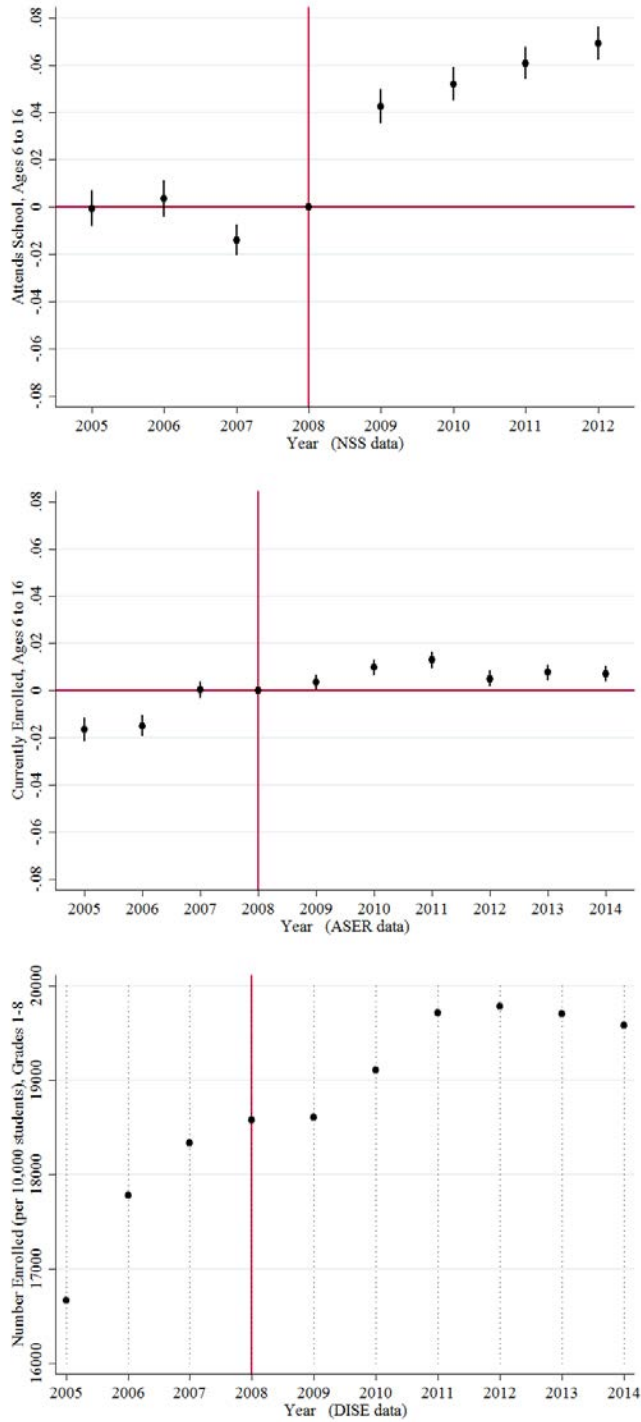 Attends School, Ages 6 to 16
.08
.06
.04
.02
0
-.02
-.04
-.06
-.08
2005 2006 2007 2008 2009 2010 2011 2012
Year (NSS data)
Currently Enrolled, Ages 6 to 16
.08
.06
.04
.02
0
-.02
-.04
-.06
-.08
2005 2006 2007 2008 2009 2010 2011 2012 2013 2014
Year (ASER data)
Number Enrolled (per 10,000 students), Grades 1-8
20000
19000
18000
17000
16000
2005 2006 2007 2008 2009 2010 2011 2012 2013 2014
Year (DISE data)